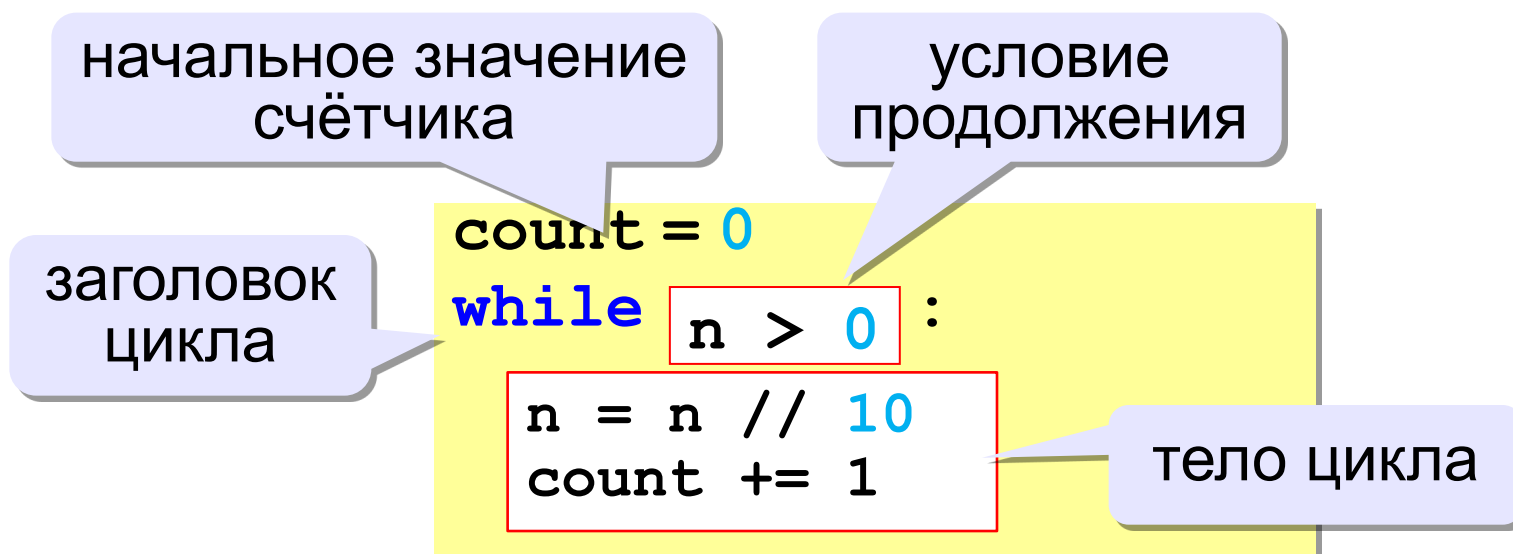 начальное значение
счётчика
условие
продолжения
заголовок
цикла
count = 0
while n > 0 :
n = n // 10
count += 1
тело цикла